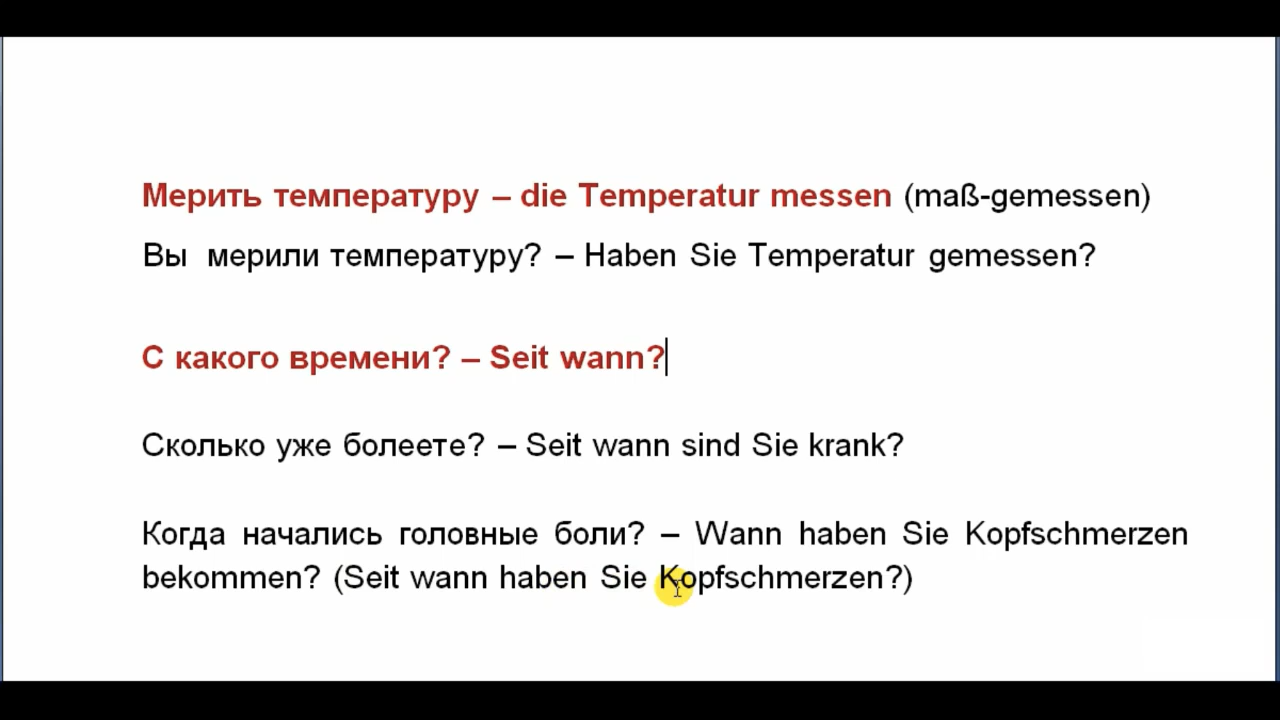 Мерить температуру – die Temperatur messen (maß-gemessen)
Вы мерили температуру? – Haben Sie Temperatur gemessen?
С какого времени? – Seit wann?
Сколько уже болеете? – Seit wann sind Sie krank?
Когда начались головные боли? – Wann haben Sie Kopfschmerzen
bekommen? (Seit wann haben Sie Kopfschmerzen?)